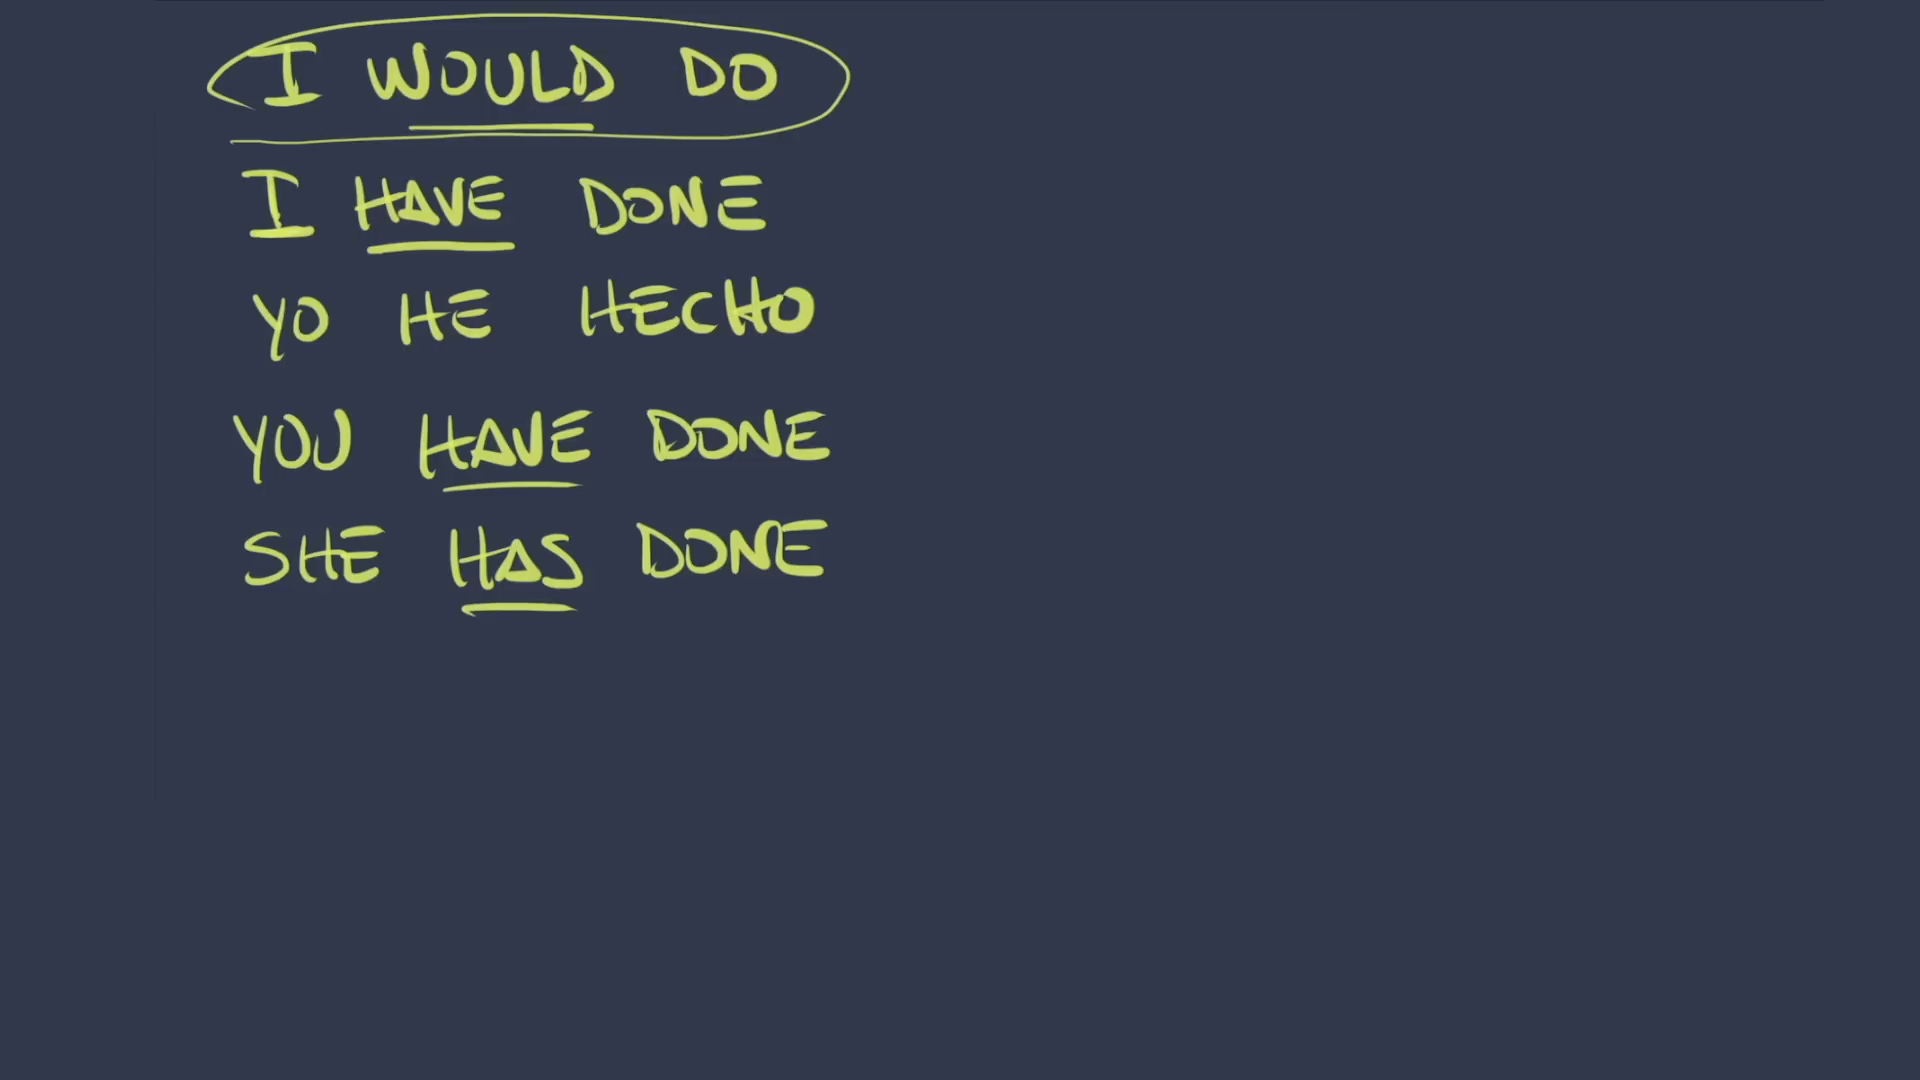 I WOULD DO
I HAVE DONE
YO HE HECHO
YOU HAVE DONE
SHE HAS DONE